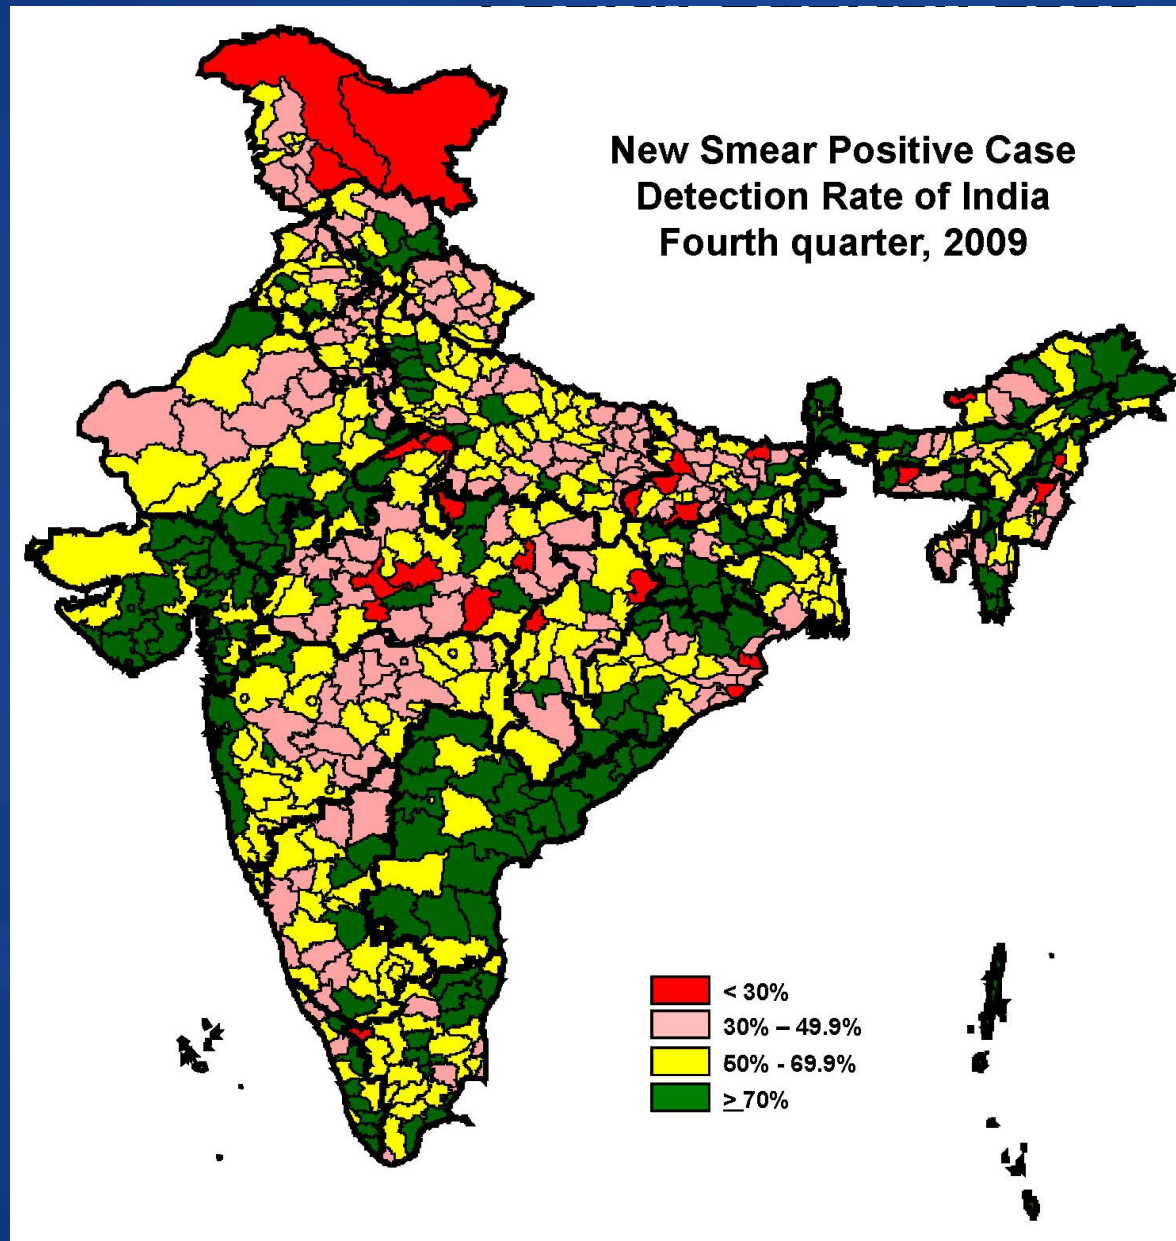 New Smear Positive Case
Detection Rate of India
Fourth quarter, 2009
< 30%
30% – 49.9%
50% - 69.9%
≥ 70%